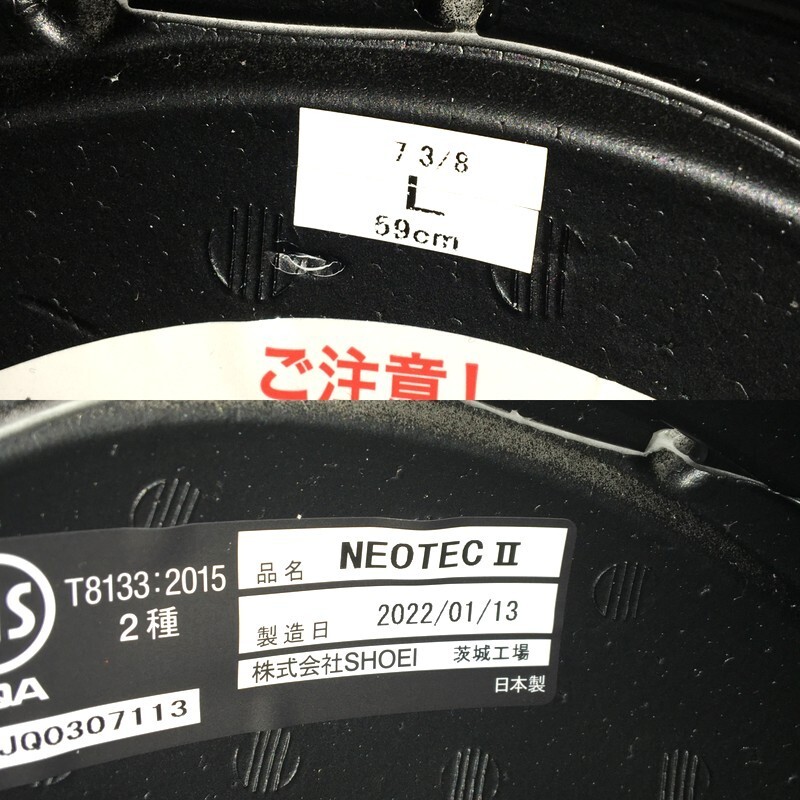 7 3/8
L
59cm
ご注意!
T8133:2015
2種
JQ0307113
品名 NEOTEC II
製造日 2022/01/13
株式会社SHOEI 茨城工場
日本製